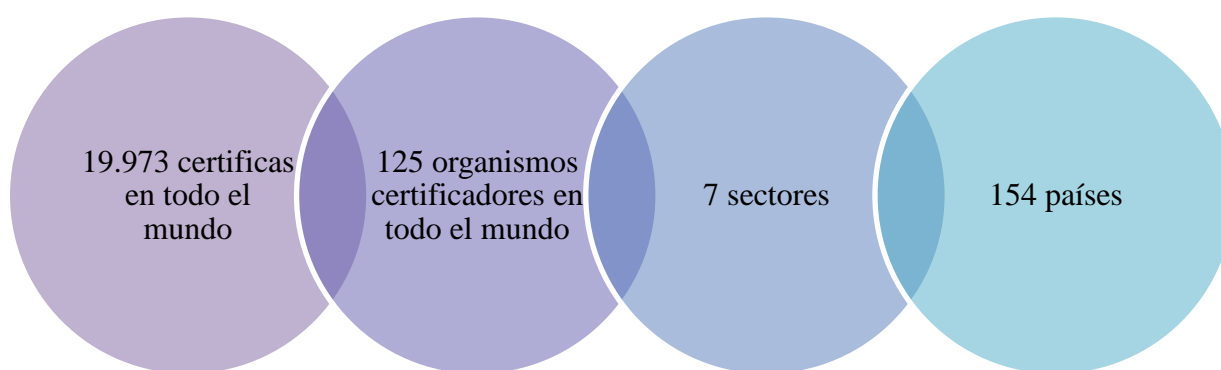 19.973 certificas
en todo el
mundo
125 organismos
certificadores en
todo el mundo
7 sectores
154 países